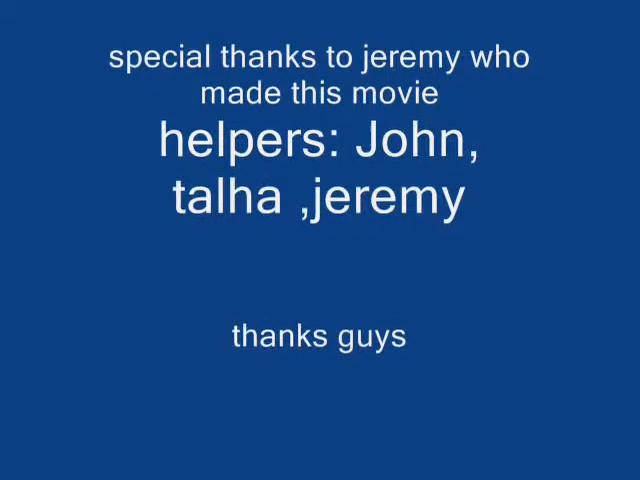 special thanks to jeremy who
made this movie
helpers: John,
talha ,jeremy
thanks guys